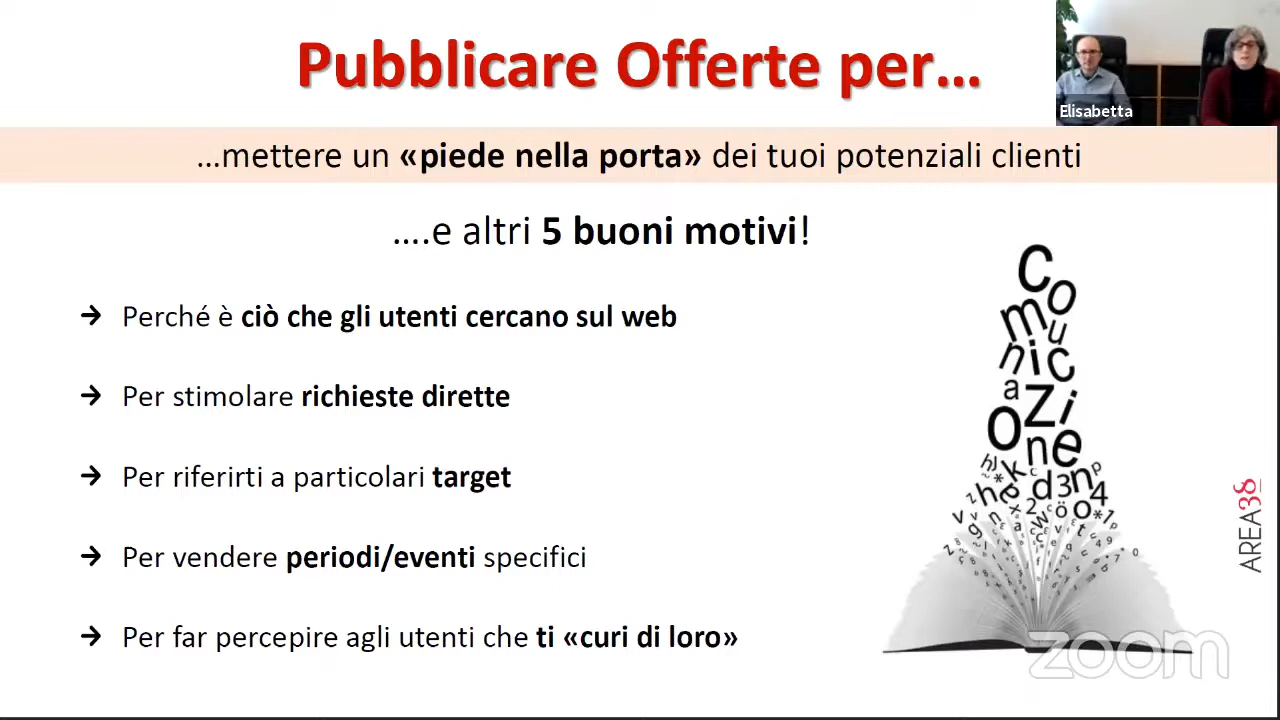 Pubblicare Offerte per...
Elisabetta
...mettere un «piede nella porta» dei tuoi potenziali clienti
....e altri 5 buoni motivi!
→ Perché è ciò che gli utenti cercano sul web
→ Per stimolare richieste dirette
→ Per riferirti a particolari target
→ Per vendere periodi/eventi specifici
→ Per far percepire agli utenti che ti «curi di loro»
Comunicazione
AREA38
zoom